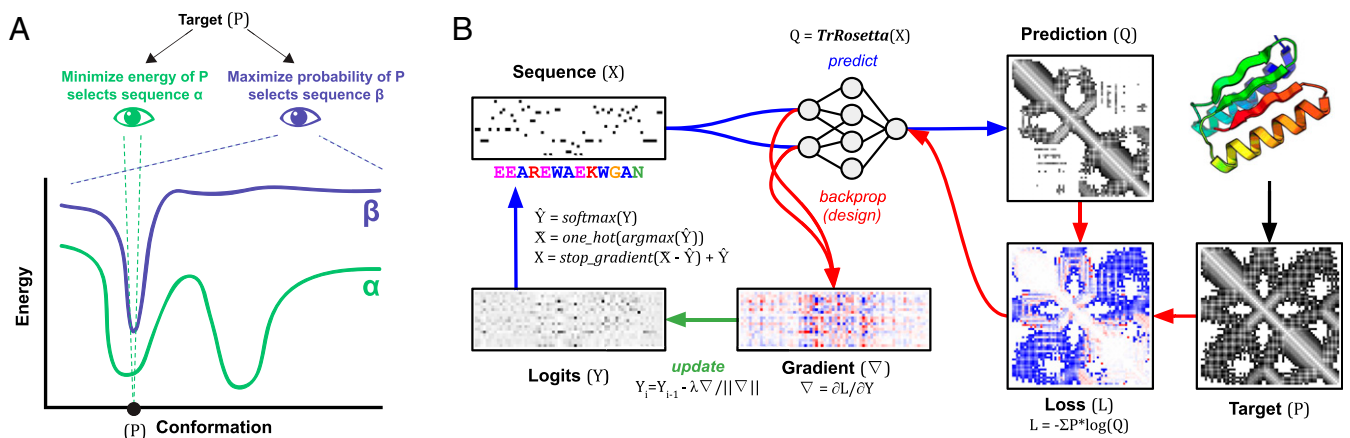 A
Target (P)
Minimize energy of P
selects sequence α
Maximize probability of P
selects sequence β
Energy
β
α
(P)
Conformation
B
Sequence (X)
EEAREWAEKWGAN
Ŷ = softmax(Y)
X̄ = one_hot(argmax(Ŷ))
X = stop_gradient(X̄ - Ŷ) + Ŷ
Logits (Y)
update
Yᵢ=Yᵢ₋₁ - λ∇/||∇||
Q = TrRosetta(X)
predict
backprop
(design)
Gradient (∇)
∇ = ∂L/∂Y
Prediction (Q)
Loss (L)
L = -ΣP*log(Q)
Target (P)